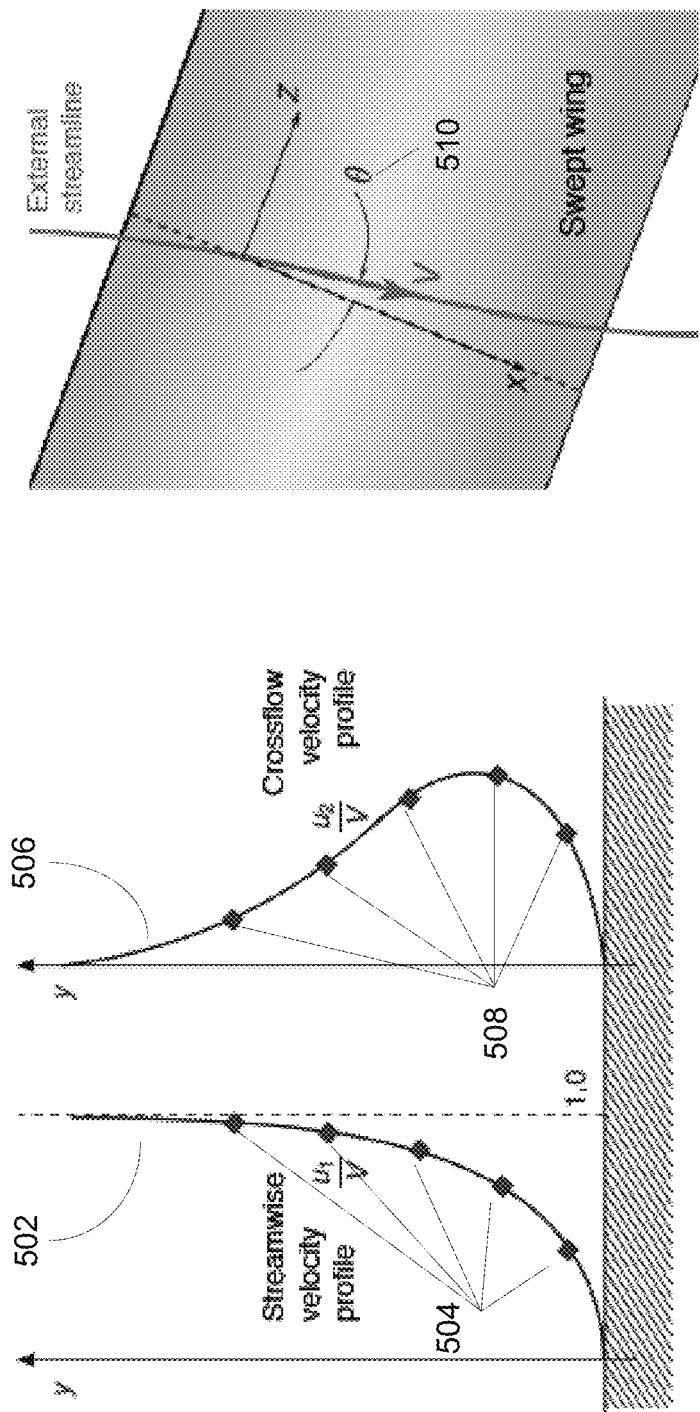 502
y
Streamwise
velocity
profile
u₁
V
504
1.0
506
y
Crossflow
velocity
profile
u₂
V
508
External
streamline
Z
θ
510
V
x
Swept wing